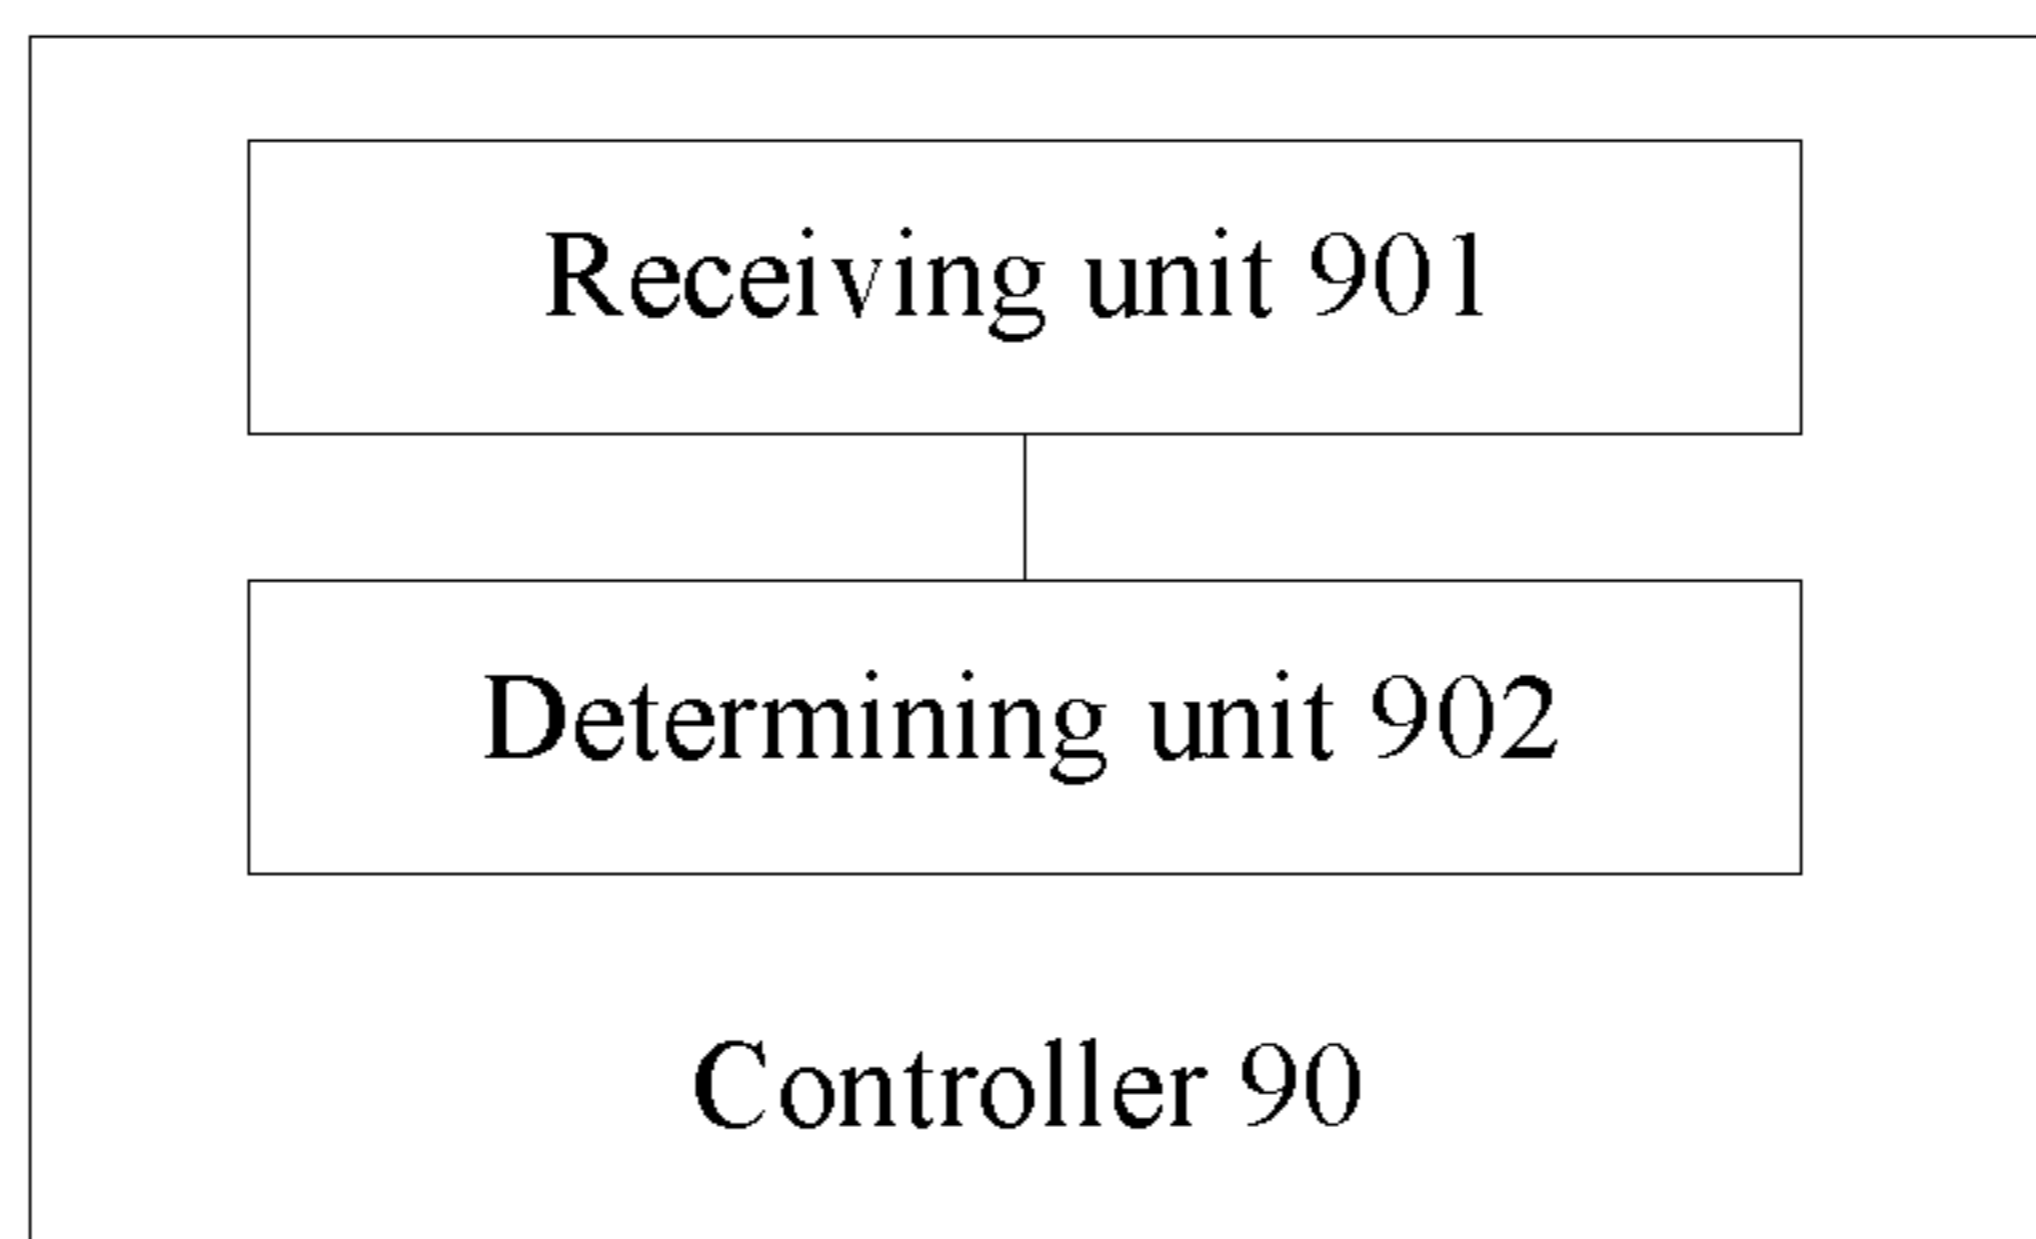 Receiving unit 901
Determining unit 902
Controller 90